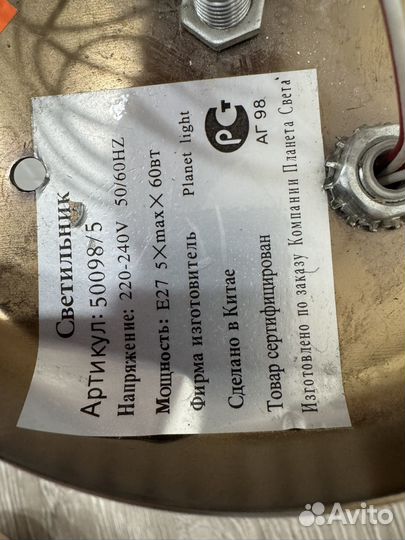 Светильник
Артикул: 50098/5
Напряжение: 220-240V 50/60HZ
Мощность: E27 5×max×60вт
Фирма изготовитель Planet light
Сделано в Китае
Товар сертифицирован
Изготовлено по заказу Компании Планета Света
РСТ
АГ 98
Avito